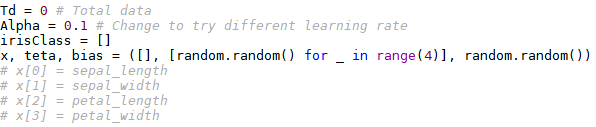 Td = 0 # Total data
Alpha = 0.1 # Change to try different learning rate
irisClass = []
x, teta, bias = ([], [random.random() for _ in range(4)], random.random())
# x[0] = sepal_length
# x[1] = sepal_width
# x[2] = petal_length
# x[3] = petal_width